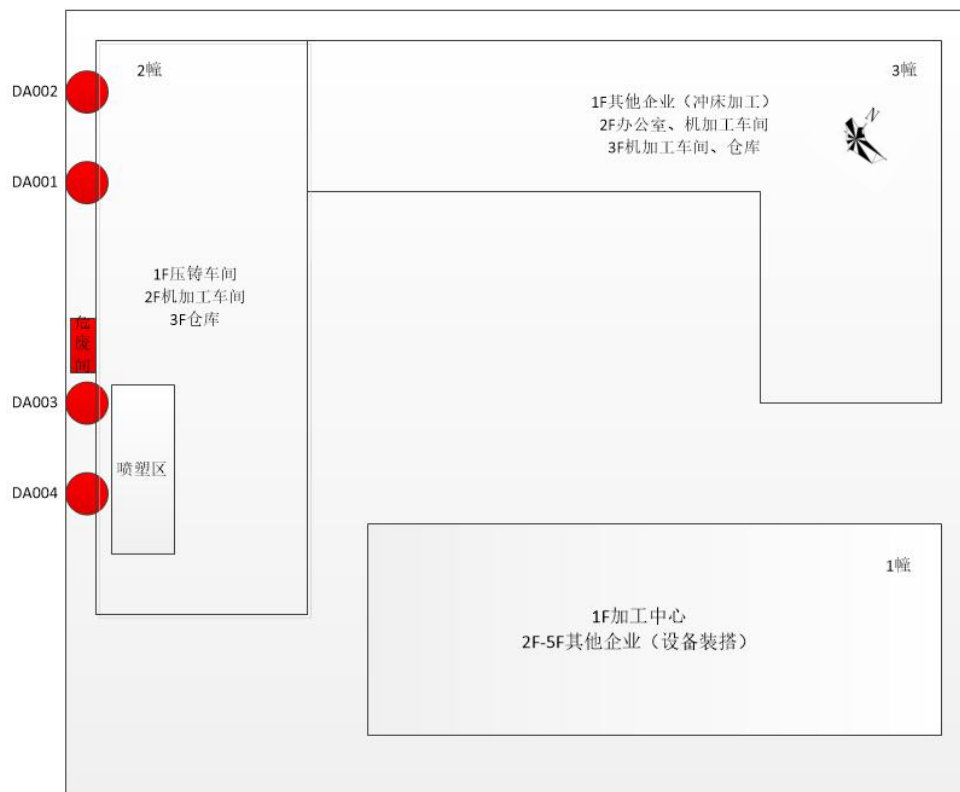 2幢
3幢
DA002
1F其他企业（冲床加工）
2F办公室、机加工车间
3F机加工车间、仓库
N
DA001
1F压铸车间
2F机加工车间
3F仓库
危
废
间
DA003
喷塑区
DA004
1幢
1F加工中心
2F-5F其他企业（设备装搭）